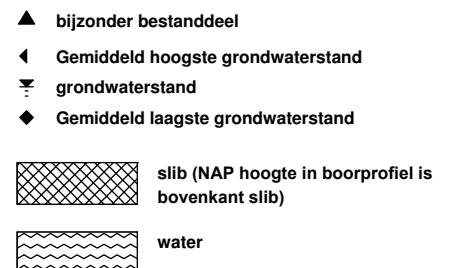 bijzonder bestanddeel
Gemiddeld hoogste grondwaterstand
grondwaterstand
Gemiddeld laagste grondwaterstand
slib (NAP hoogte in boorprofiel is
bovenkant slib)
water